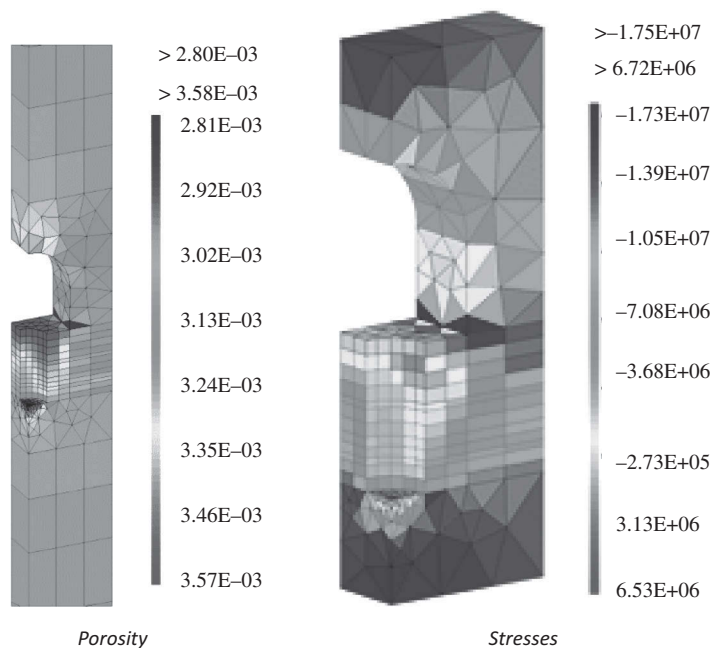 > 2.80E–03
> 3.58E–03
2.81E–03
2.92E–03
3.02E–03
3.13E–03
3.24E–03
3.35E–03
3.46E–03
3.57E–03
Porosity
>–1.75E+07
> 6.72E+06
–1.73E+07
–1.39E+07
–1.05E+07
–7.08E+06
–3.68E+06
–2.73E+05
3.13E+06
6.53E+06
Stresses